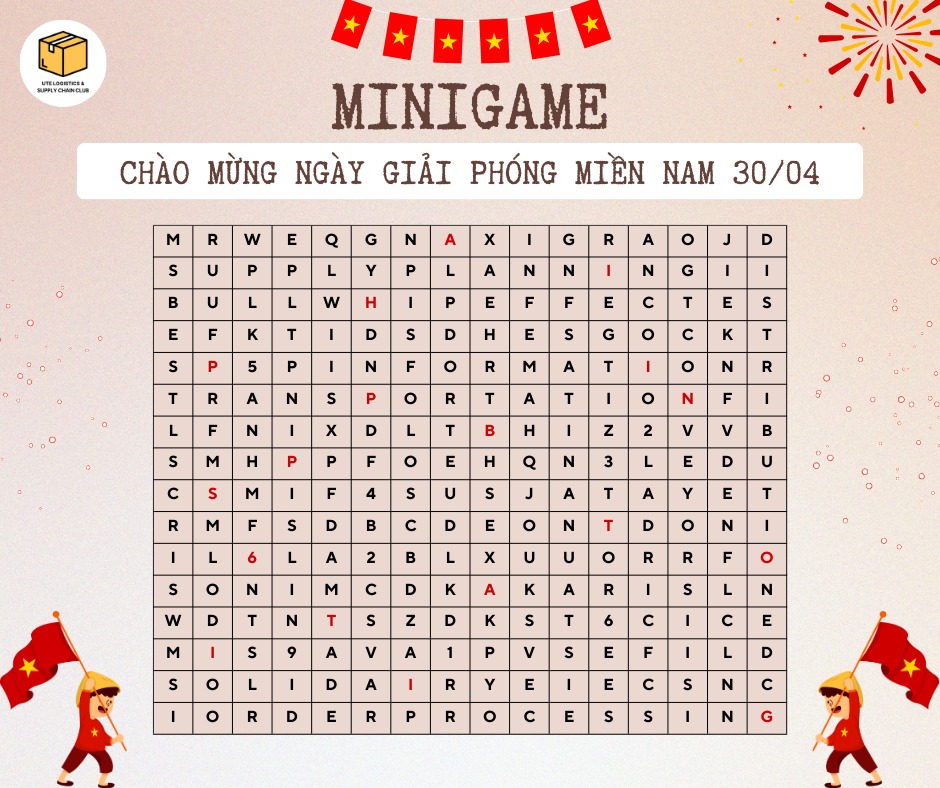 UTE LOGISTICS &
SUPPLY CHAIN CLUB
MINIGAME
CHÀO MỪNG NGÀY GIẢI PHÓNG MIỀN NAM 30/04
M R W E Q G N A X I G R A O J D
S U P P L Y P L A N N I N G I I
B U L L W H I P E F F E C T E S
E F K T I D S D H E S G O C K T
S P 5 P I N F O R M A T I O N R
T R A N S P O R T A T I O N F I
L F N I X D L T B H I Z 2 V V B
S M H P P F O E H Q N 3 L E D U
C S M I F 4 S U S J A T A Y E T
R M F S D B C D E O N T D O N I
I L 6 L A 2 B L X U U O R R F O
S O N I M C D K A K A R I S L N
W D T N T S Z D K S T 6 C I C E
M I S 9 A V A 1 P V S E F I L D
S O L I D A I R Y E I E C S N C
I O R D E R P R O C E S S I N G